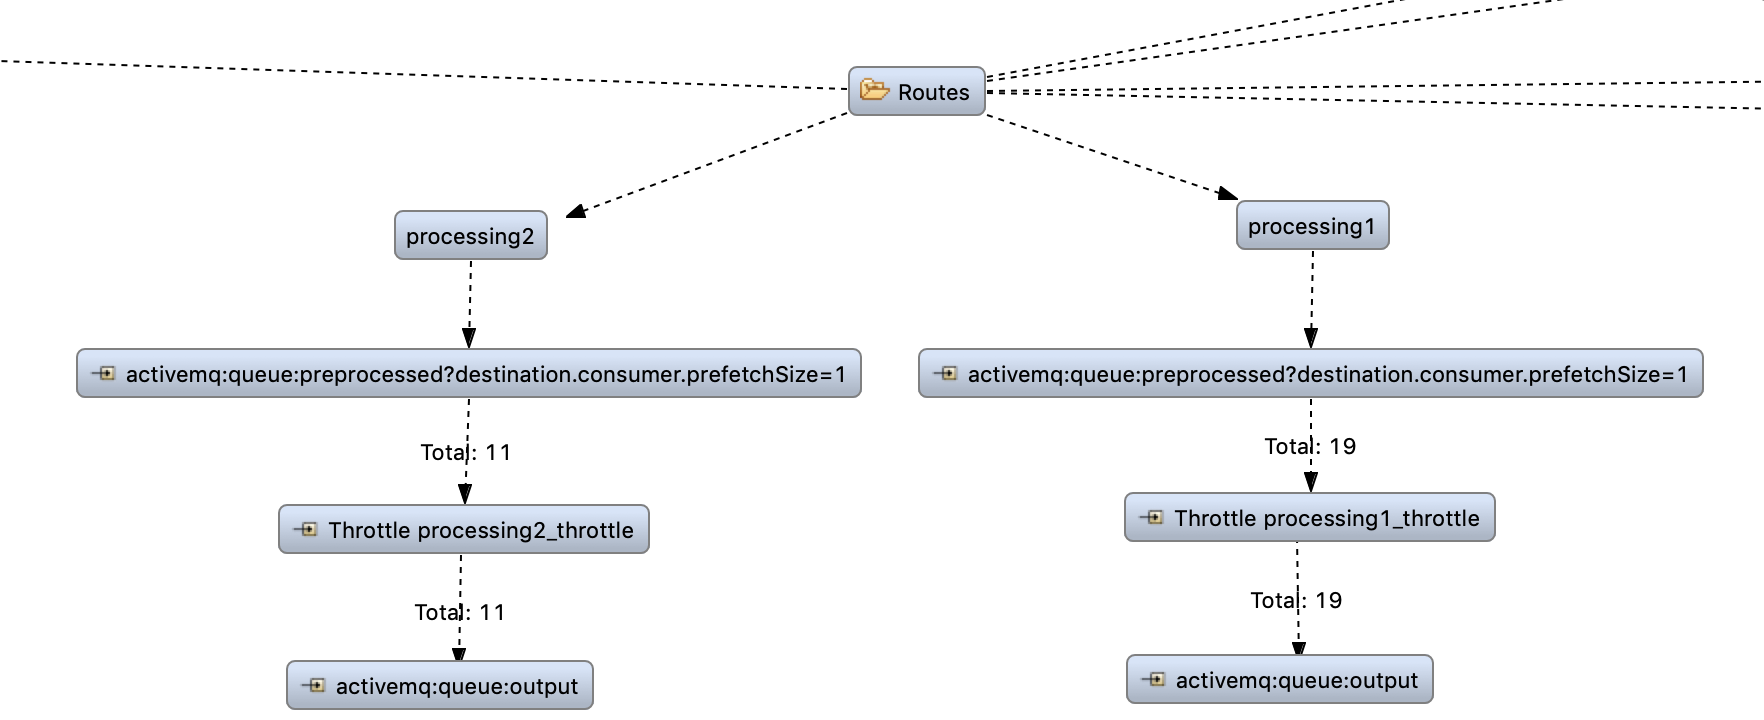 Routes
processing2
processing1
activemq:queue:preprocessed?destination.consumer.prefetchSize=1
activemq:queue:preprocessed?destination.consumer.prefetchSize=1
Total: 11
Total: 19
Throttle processing2_throttle
Throttle processing1_throttle
Total: 11
Total: 19
activemq:queue:output
activemq:queue:output